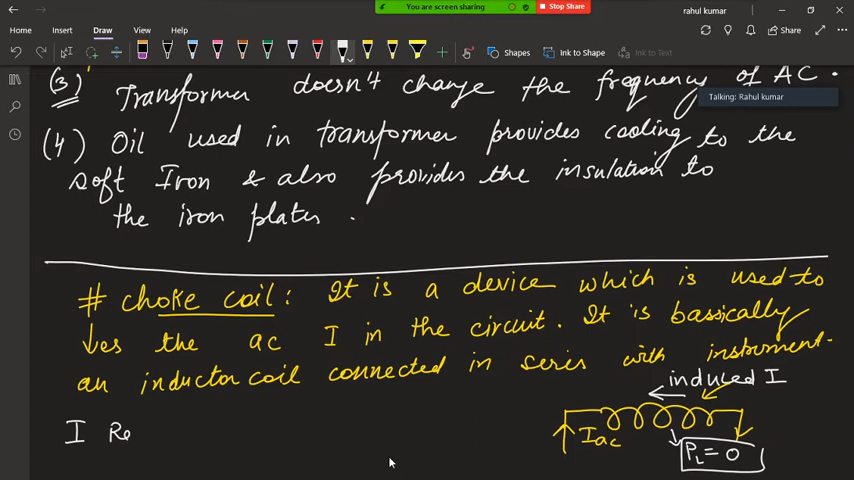 You are screen sharing
Stop Share
rahul kumar
Home Insert Draw View Help
Share
Shapes
Ink to Shape
Ink to Text
Talking: Rahul kumar
(3) Transformer doesn't change the frequency of AC.
(4) Oil used in transformer provides cooling to the
soft Iron & also provides the insulation to
the iron plates.
# choke coil: It is a device which is used to
↓es the ac I in the circuit. It is bassically
an inductor coil connected in series with instrument.
induced I
Iac
PL = 0
I Re